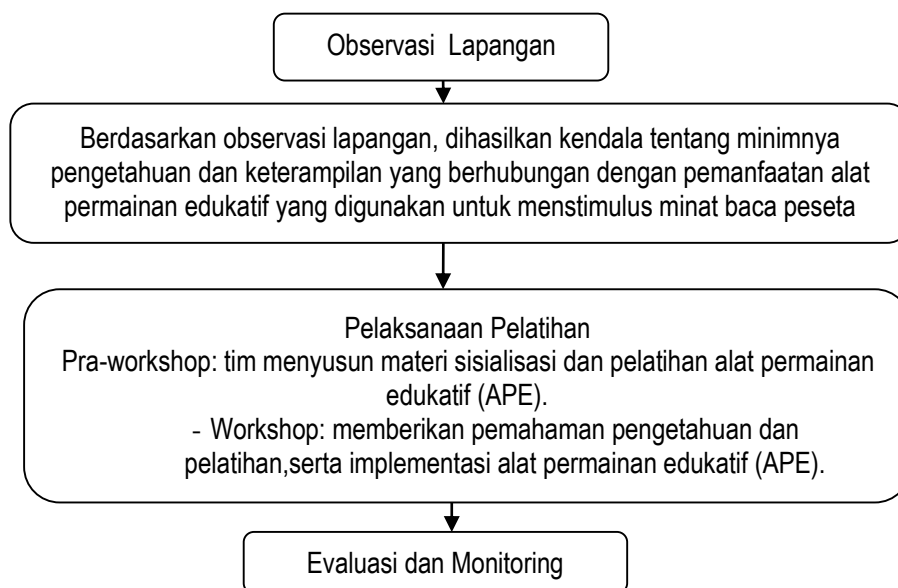 Observasi Lapangan
Berdasarkan observasi lapangan, dihasilkan kendala tentang minimnya
pengetahuan dan keterampilan yang berhubungan dengan pemanfaatan alat
permainan edukatif yang digunakan untuk menstimulus minat baca peseta
Pelaksanaan Pelatihan
Pra-workshop: tim menyusun materi sisialisasi dan pelatihan alat permainan
edukatif (APE).
- Workshop: memberikan pemahaman pengetahuan dan
pelatihan,serta implementasi alat permainan edukatif (APE).
Evaluasi dan Monitoring